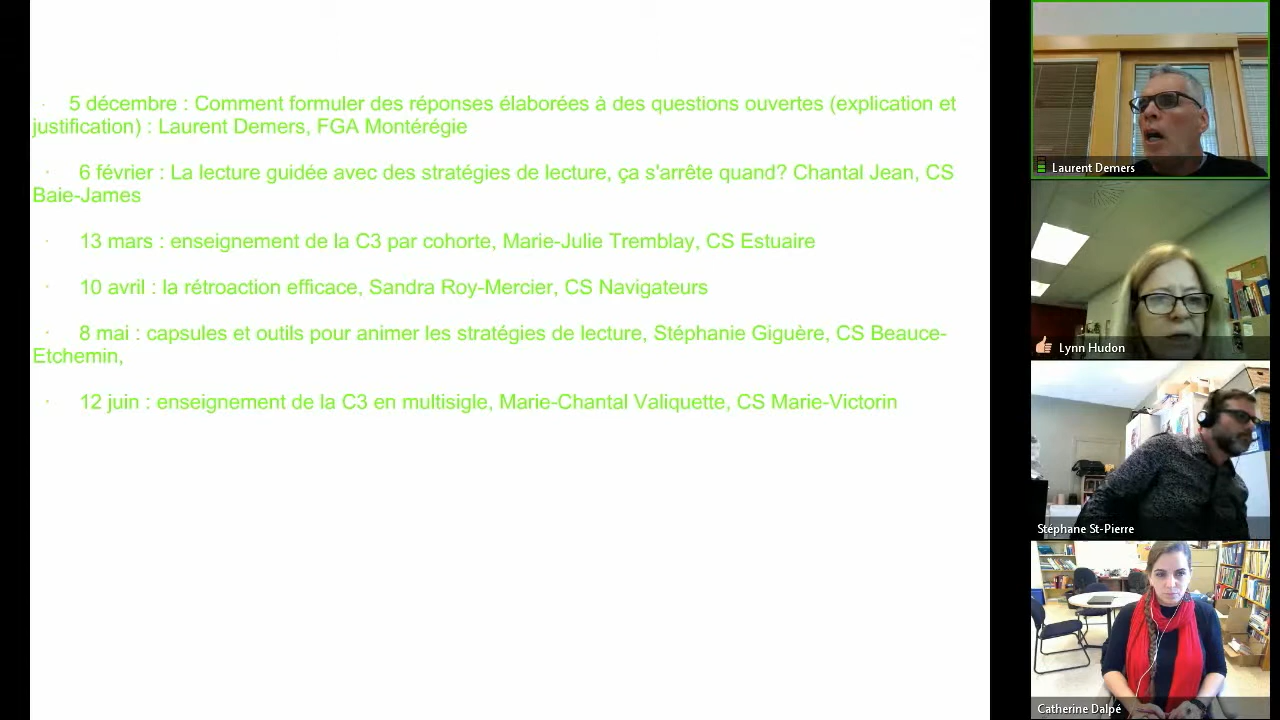 · 5 décembre : Comment formuler des réponses élaborées à des questions ouvertes (explication et
justification) : Laurent Demers, FGA Montérégie
· 6 février : La lecture guidée avec des stratégies de lecture, ça s'arrête quand? Chantal Jean, CS
Baie-James
· 13 mars : enseignement de la C3 par cohorte, Marie-Julie Tremblay, CS Estuaire
· 10 avril : la rétroaction efficace, Sandra Roy-Mercier, CS Navigateurs
· 8 mai : capsules et outils pour animer les stratégies de lecture, Stéphanie Giguère, CS Beauce-
Etchemin,
· 12 juin : enseignement de la C3 en multisigle, Marie-Chantal Valiquette, CS Marie-Victorin
Laurent Demers
Lynn Hudon
Stéphane St-Pierre
Catherine Dalpé